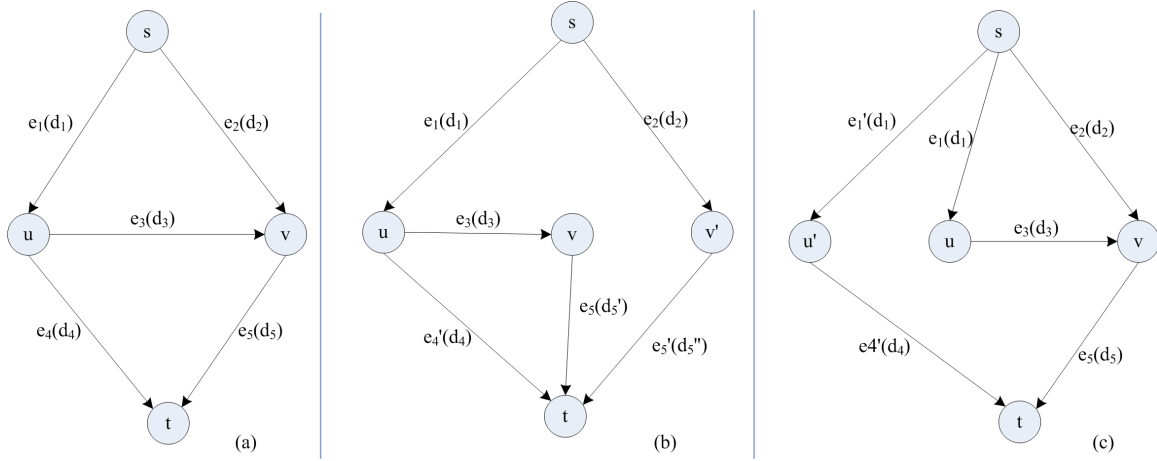 s
e₁(d₁)
e₂(d₂)
u
e₃(d₃)
v
e₄(d₄)
e₅(d₅)
t
(a)
s
e₁(d₁)
e₂(d₂)
u
e₃(d₃)
v
v'
e₅(d₅')
e₄'(d₄)
e₅'(d₅'')
t
(b)
s
e₁'(d₁)
e₁(d₁)
e₂(d₂)
u'
u
e₃(d₃)
v
e4'(d₄)
e₅(d₅)
t
(c)